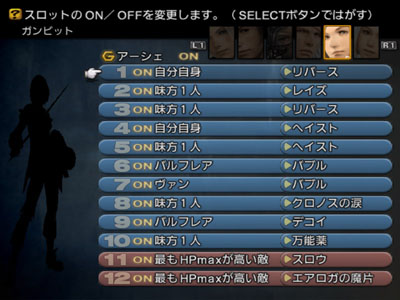 スロットのON／OFFを変更します。（SELECTボタンではがす）
ガンビット
L1 R1
G アーシェ ON
1 ON 自分自身 リバース
2 ON 味方1人 レイズ
3 ON 味方1人 リバース
4 ON 自分自身 ヘイスト
5 ON 味方1人 ヘイスト
6 ON バルフレア バブル
7 ON ヴァン バブル
8 ON 味方1人 クロノスの涙
9 ON バルフレア デコイ
10 ON 味方1人 万能薬
11 ON 最もHPmaxが高い敵 スロウ
12 ON 最もHPmaxが高い敵 エアロガの魔片